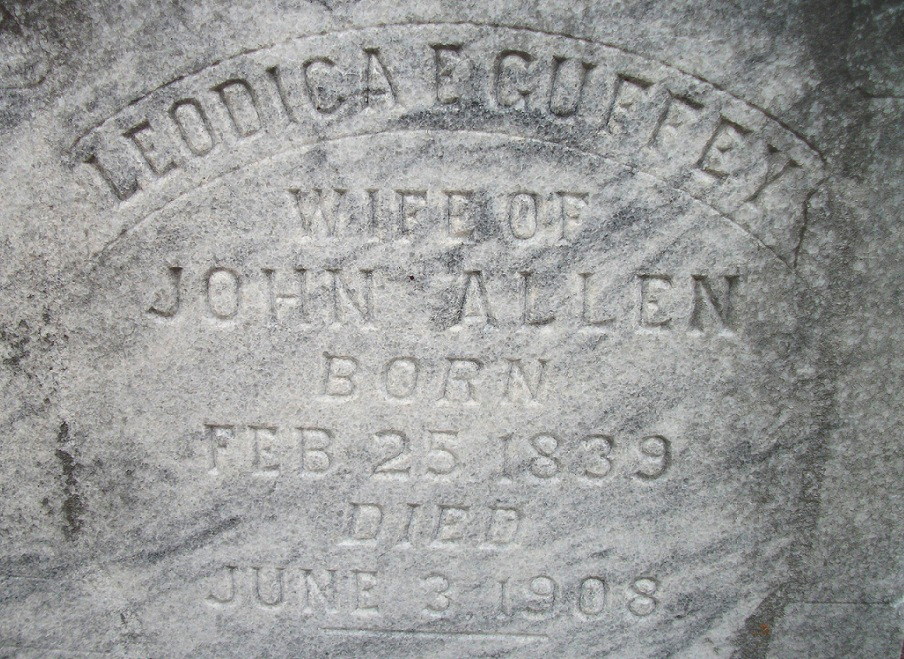 LEODICA E GUFFEY
WIFE OF
JOHN ALLEN
BORN
FEB 25 1839
DIED
JUNE 3 1908